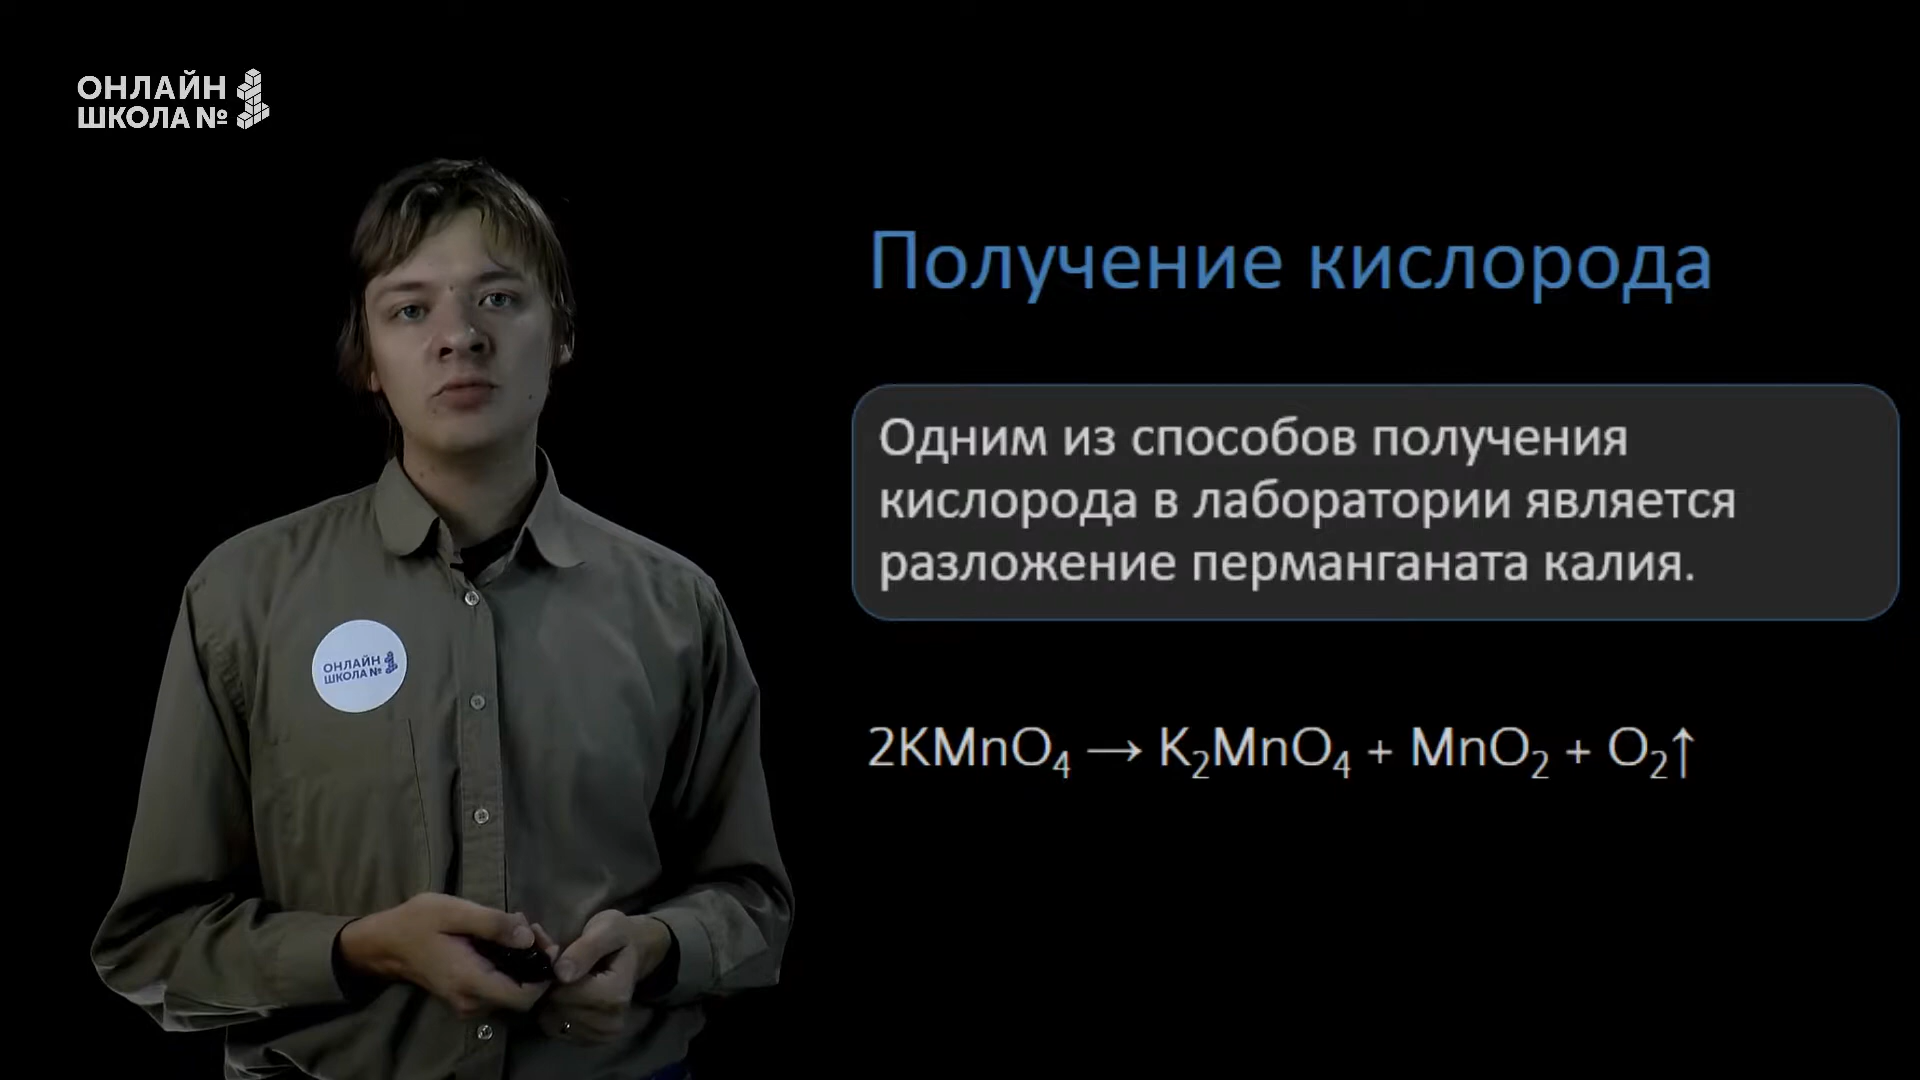 ОНЛАЙН
ШКОЛА №
Получение кислорода
Одним из способов получения
кислорода в лаборатории является
разложение перманганата калия.
ОНЛАЙН
ШКОЛА №
2KMnO₄ → K₂MnO₄ + MnO₂ + O₂↑